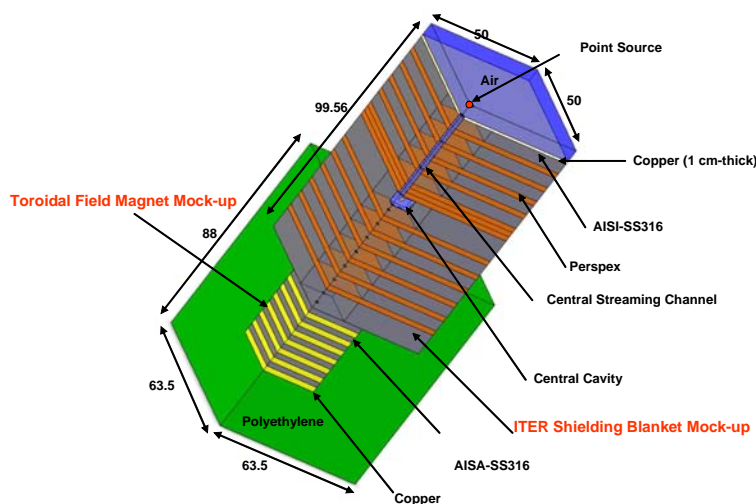 50
Point Source
Air
50
99.56
Copper (1 cm-thick)
Toroidal Field Magnet Mock-up
AISI-SS316
88
Perspex
Central Streaming Channel
Central Cavity
63.5
ITER Shielding Blanket Mock-up
Polyethylene
63.5
AISA-SS316
Copper